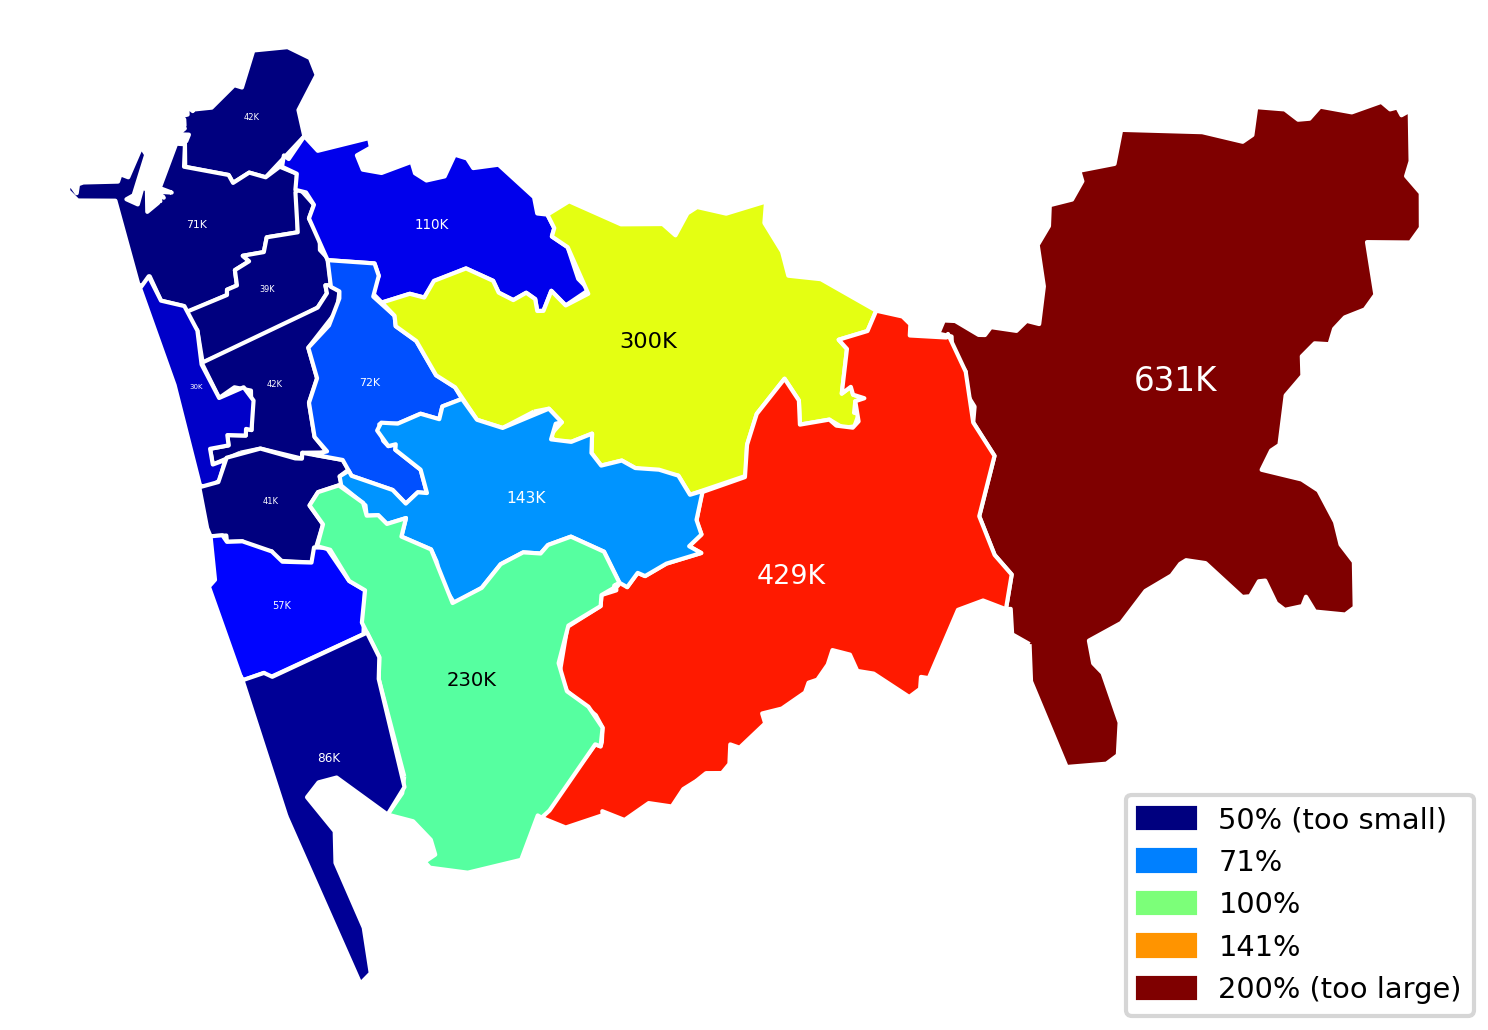 42K
71K
110K
39K
300K
72K
42K
30K
631K
143K
41K
429K
57K
230K
86K
50% (too small)
71%
100%
141%
200% (too large)